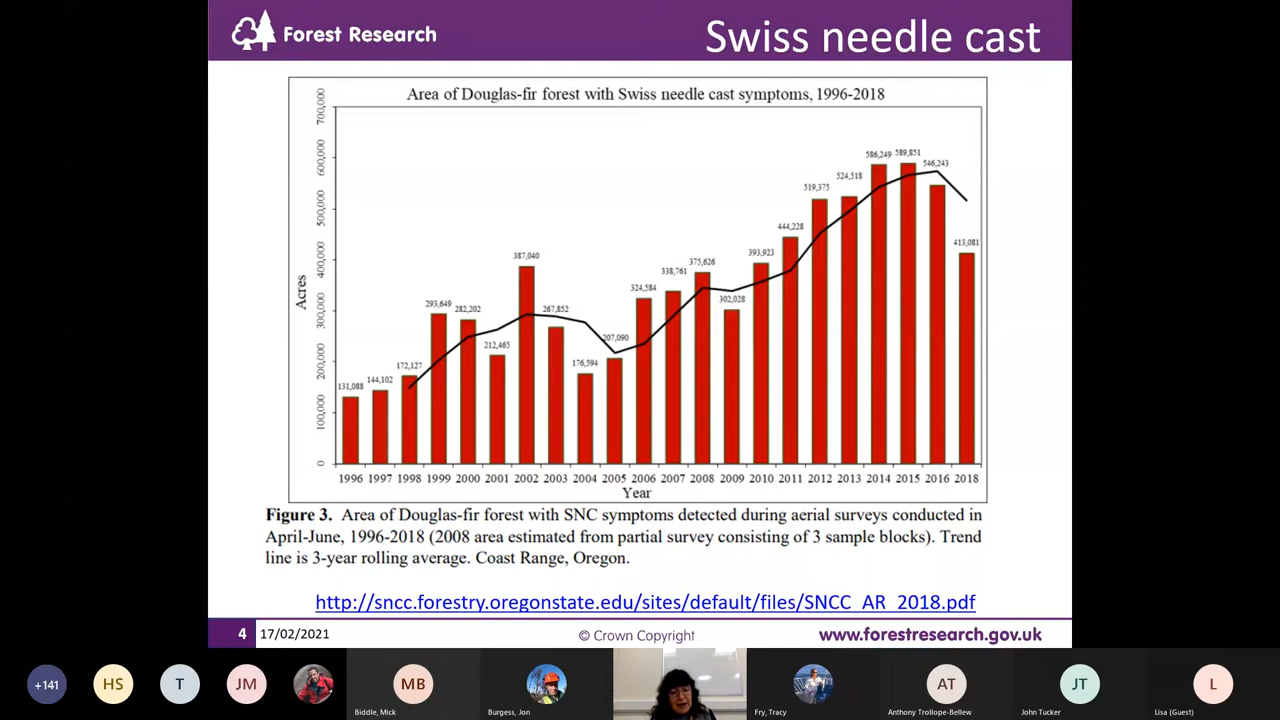 Forest Research
Swiss needle cast
Area of Douglas-fir forest with Swiss needle cast symptoms, 1996-2018
700,000
600,000
500,000
400,000
300,000
200,000
100,000
0
Acres
131,088
144,102
172,127
293,649
282,202
212,465
387,040
267,852
176,594
207,090
324,584
338,761
375,626
302,028
393,923
444,228
519,375
524,518
586,249
589,851
546,243
413,081
1996 1997 1998 1999 2000 2001 2002 2003 2004 2005 2006 2007 2008 2009 2010 2011 2012 2013 2014 2015 2016 2018
Year
Figure 3. Area of Douglas-fir forest with SNC symptoms detected during aerial surveys conducted in
April-June, 1996-2018 (2008 area estimated from partial survey consisting of 3 sample blocks). Trend
line is 3-year rolling average. Coast Range, Oregon.
http://sncc.forestry.oregonstate.edu/sites/default/files/SNCC_AR_2018.pdf
4 17/02/2021
© Crown Copyright
www.forestresearch.gov.uk
+141
HS
T
JM
MB
AT
JT
L
Biddle, Mick
Burgess, Jon
Fry, Tracy
Anthony Trollope-Bellew
John Tucker
Lisa (Guest)